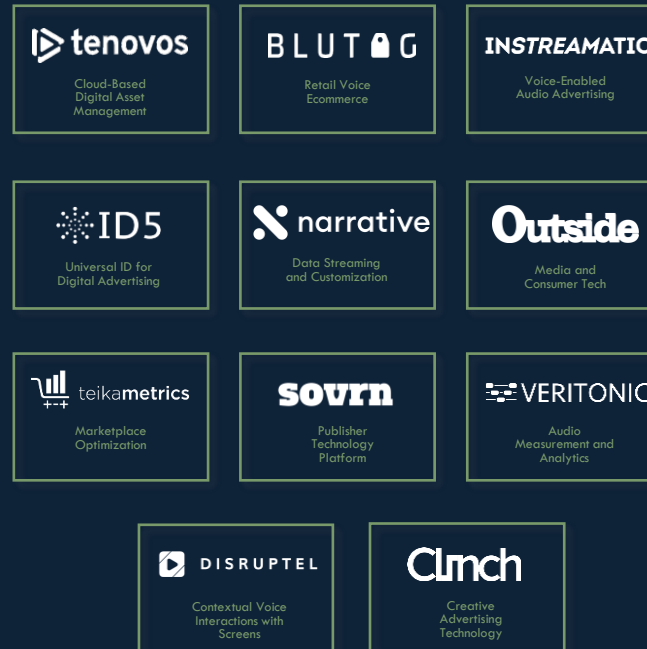 tenovos
Cloud-Based
Digital Asset
Management
BLUTAG
Retail Voice
Ecommerce
INSTREAMATIC
Voice-Enabled
Audio Advertising
ID5
Universal ID for
Digital Advertising
narrative
Data Streaming
and Customization
Outside
Media and
Consumer Tech
teikametrics
Marketplace
Optimization
sovrn
Publisher
Technology
Platform
VERITONIC
Audio
Measurement and
Analytics
DISRUPTEL
Contextual Voice
Interactions with
Screens
Clinch
Creative
Advertising
Technology